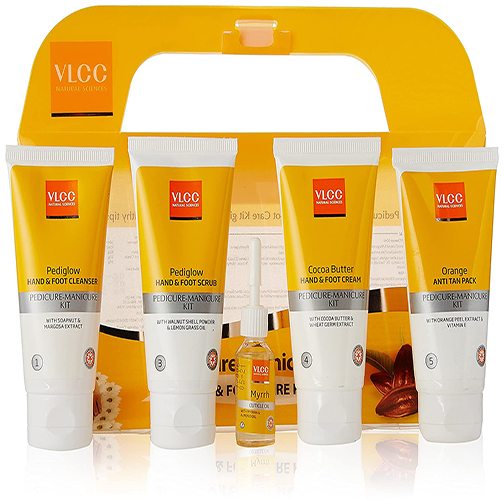 VLCC
NATURAL SCIENCES
VLCC
NATURAL SCIENCES
Pediglow
HAND & FOOT CLEANSER
PEDICURE-MANICURE
KIT
WITH SOAPNUT &
MARGOSA EXTRACT
1
VLCC
NATURAL SCIENCES
Pediglow
HAND & FOOT SCRUB
PEDICURE-MANICURE
KIT
WITH WALNUT SHELL POWDER
& LEMON GRASS OIL
3
VLCC
Myrrh
CUTICLE OIL
VLCC
NATURAL SCIENCES
Cocoa Butter
HAND & FOOT CREAM
PEDICURE-MANICURE
KIT
WITH COCOA BUTTER &
WHEAT GERM EXTRACT
4
VLCC
NATURAL SCIENCES
Orange
ANTI TAN PACK
PEDICURE-MANICURE
KIT
WITH ORANGE PEEL EXTRACT &
VITAMIN E
5